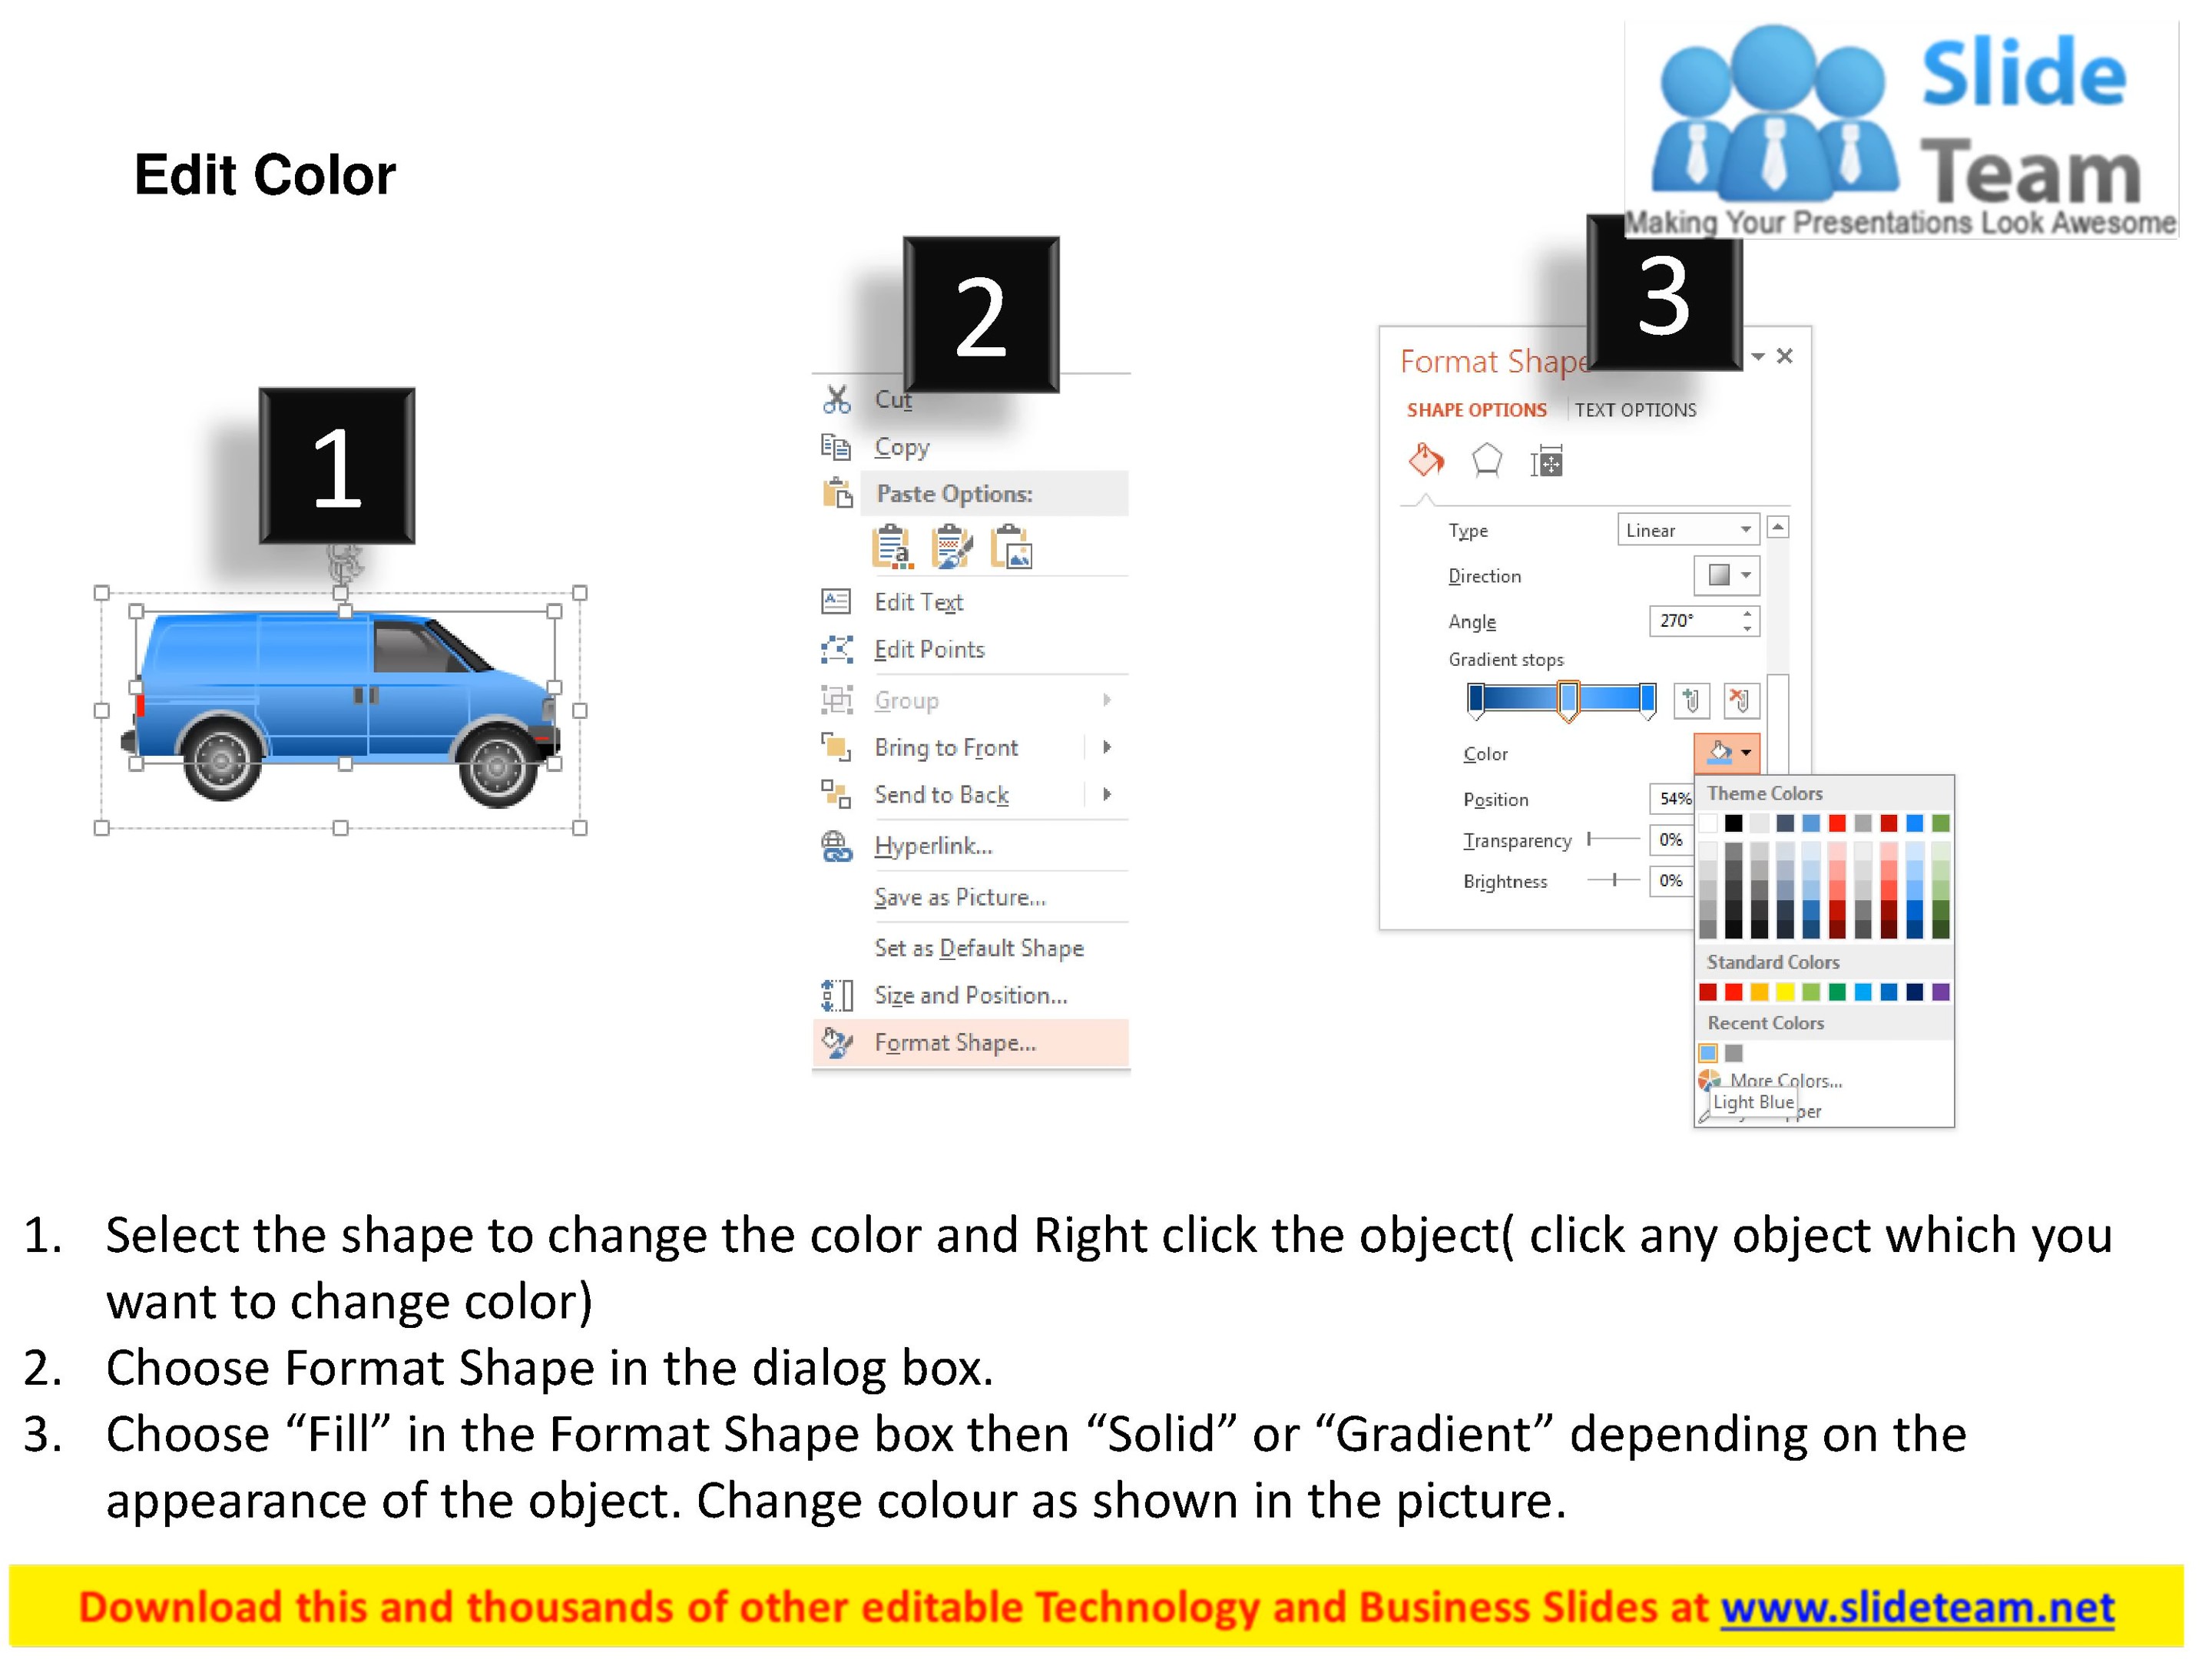 Slide
Team
Making Your Presentations Look Awesome
Edit Color
1
2
3
Cut
Copy
Paste Options:
Edit Text
Edit Points
Group
Bring to Front
Send to Back
Hyperlink...
Save as Picture...
Set as Default Shape
Size and Position...
Format Shape...
Format Shape
SHAPE OPTIONS
TEXT OPTIONS
Type
Linear
Direction
Angle
270°
Gradient stops
Color
Position
54%
Transparency
0%
Brightness
0%
Theme Colors
Standard Colors
Recent Colors
More Colors...
Light Blue
1. Select the shape to change the color and Right click the object( click any object which you
want to change color)
2. Choose Format Shape in the dialog box.
3. Choose “Fill” in the Format Shape box then “Solid” or “Gradient” depending on the
appearance of the object. Change colour as shown in the picture.
Download this and thousands of other editable Technology and Business Slides at www.slideteam.net